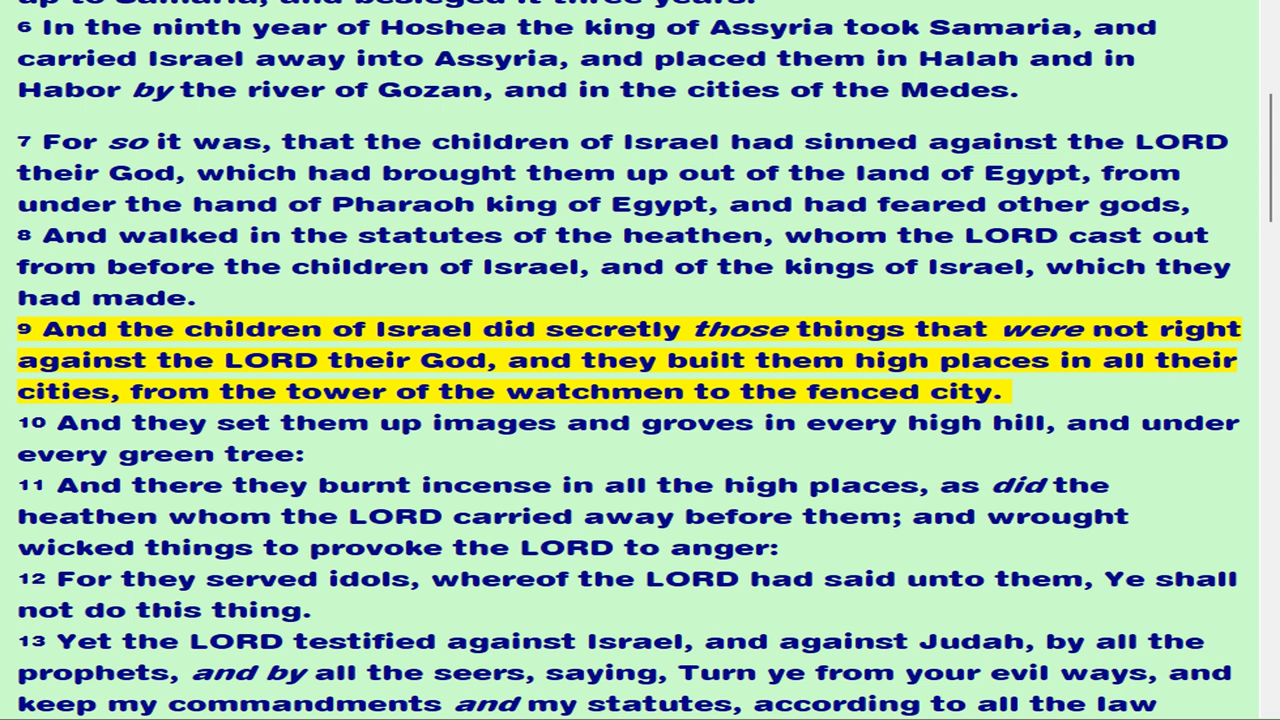 up to Samaria, and besieged it three years.
6 In the ninth year of Hoshea the king of Assyria took Samaria, and
carried Israel away into Assyria, and placed them in Halah and in
Habor by the river of Gozan, and in the cities of the Medes.
7 For so it was, that the children of Israel had sinned against the LORD
their God, which had brought them up out of the land of Egypt, from
under the hand of Pharaoh king of Egypt, and had feared other gods,
8 And walked in the statutes of the heathen, whom the LORD cast out
from before the children of Israel, and of the kings of Israel, which they
had made.
9 And the children of Israel did secretly those things that were not right
against the LORD their God, and they built them high places in all their
cities, from the tower of the watchmen to the fenced city.
10 And they set them up images and groves in every high hill, and under
every green tree:
11 And there they burnt incense in all the high places, as did the
heathen whom the LORD carried away before them; and wrought
wicked things to provoke the LORD to anger:
12 For they served idols, whereof the LORD had said unto them, Ye shall
not do this thing.
13 Yet the LORD testified against Israel, and against Judah, by all the
prophets, and by all the seers, saying, Turn ye from your evil ways, and
keep my commandments and my statutes, according to all the law